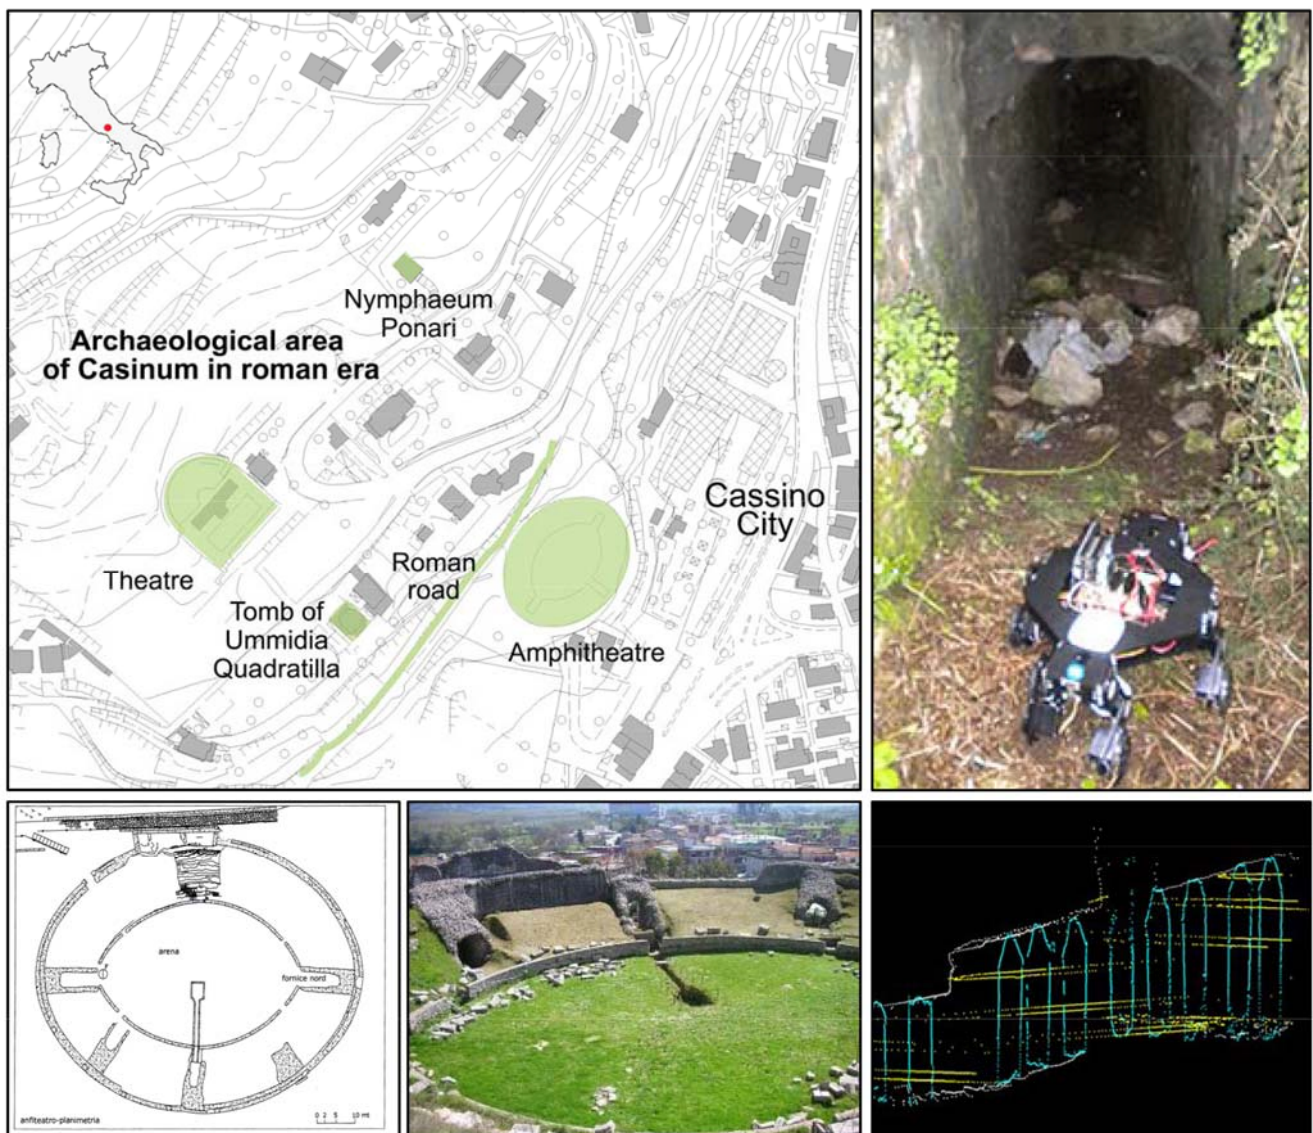 Nymphaeum
Ponari
Archaeological area
of Casinum in roman era
Cassino
City
Theatre
Roman
road
Tomb of
Ummidia
Quadratilla
Amphitheatre
arena
fornice nord
anfiteatro-planimetria
0 2 5 10 mt